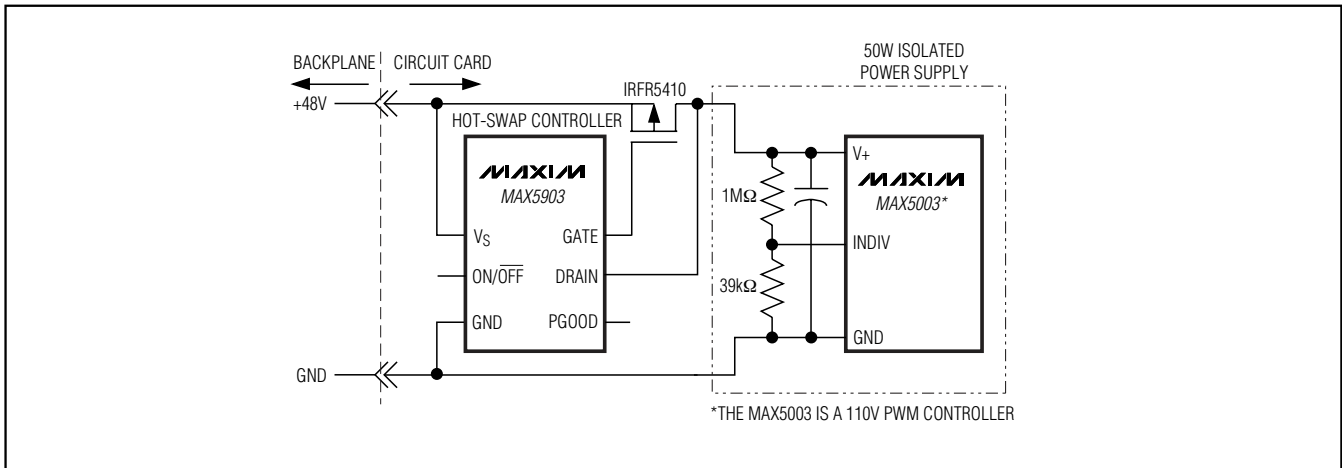 BACKPLANE
CIRCUIT CARD
+48V
HOT-SWAP CONTROLLER
IRFR5410
50W ISOLATED
POWER SUPPLY
MAXIM
MAX5903
VS
GATE
ON/OFF
DRAIN
GND
PGOOD
GND
1MΩ
39kΩ
V+
MAXIM
MAX5003*
INDIV
GND
*THE MAX5003 IS A 110V PWM CONTROLLER